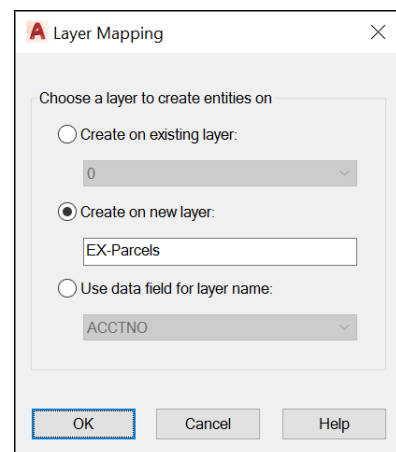 Layer Mapping
Choose a layer to create entities on
Create on existing layer:
0
Create on new layer:
EX-Parcels
Use data field for layer name:
ACCTNO
OK Cancel Help